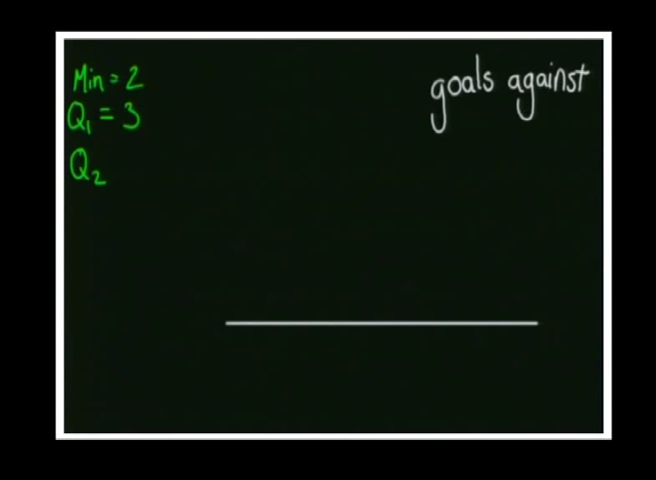 goals against
Min = 2
Q₁ = 3
Q₂